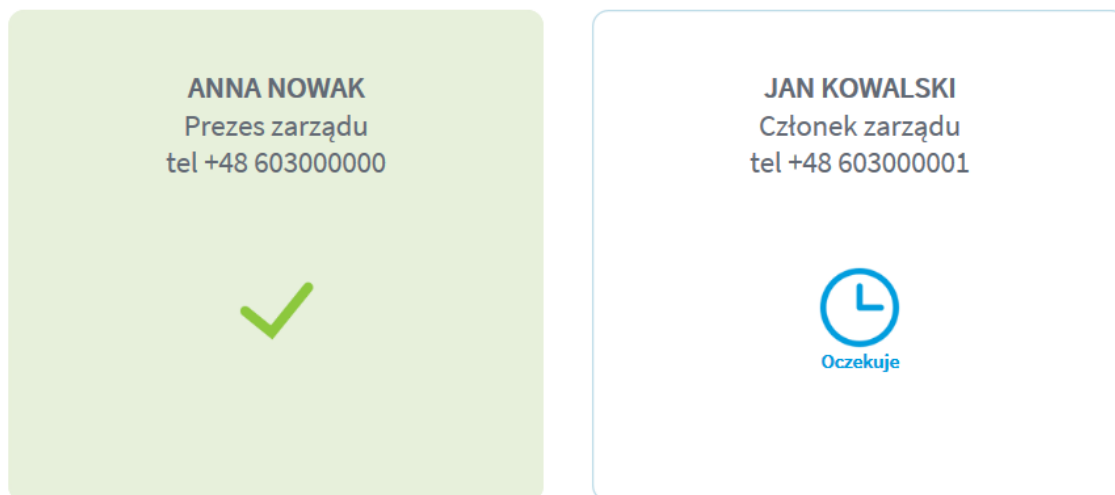 ANNA NOWAK
Prezes zarządu
tel +48 603000000
JAN KOWALSKI
Członek zarządu
tel +48 603000001
Oczekuje